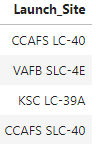 Launch_Site
CCAFS LC-40
VAFB SLC-4E
KSC LC-39A
CCAFS SLC-40